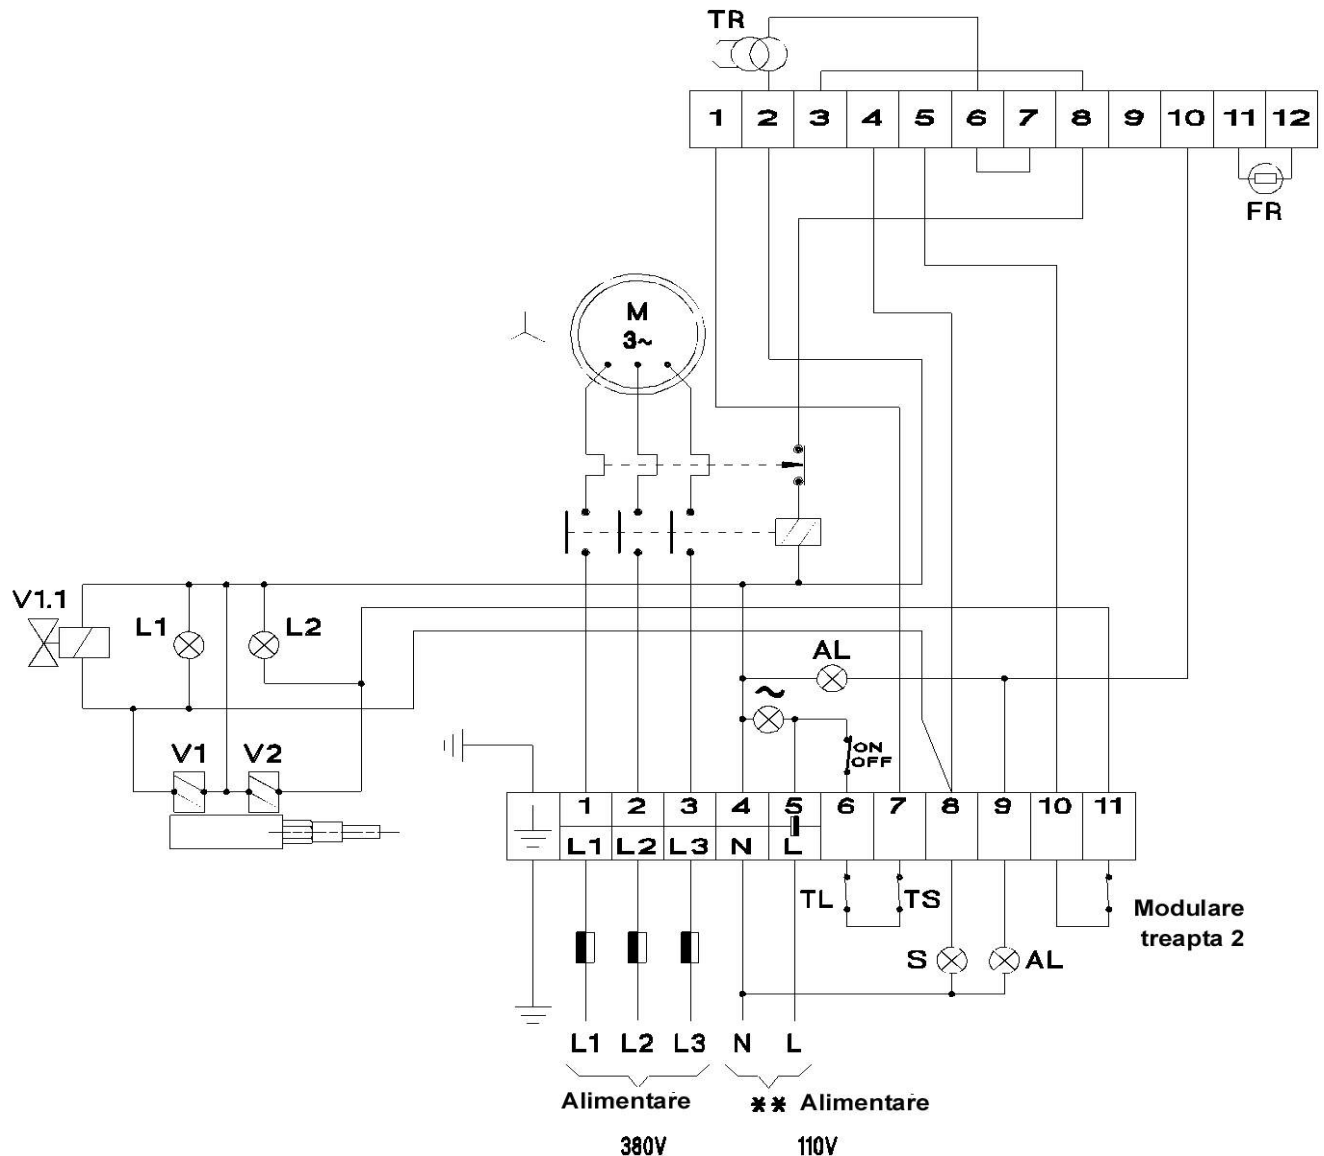 TR
1 2 3 4 5 6 7 8 9 10 11 12
FR
M
3~
V1.1
L1
L2
AL
~
ON
OFF
V1
V2
1 2 3 4 5 6 7 8 9 10 11
L1 L2 L3 N L
TL
TS
Modulare
treapta 2
S
AL
L1 L2 L3 N L
Alimentare
** Alimentare
380V
110V